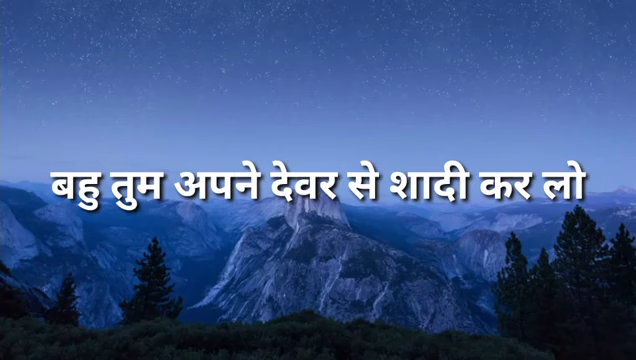 बहु तुम अपने देवर से शादी कर लो